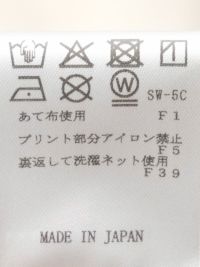 SW-5C
あて布使用 F1
プリント部分アイロン禁止
F5
裏返して洗濯ネット使用
F39
MADE IN JAPAN